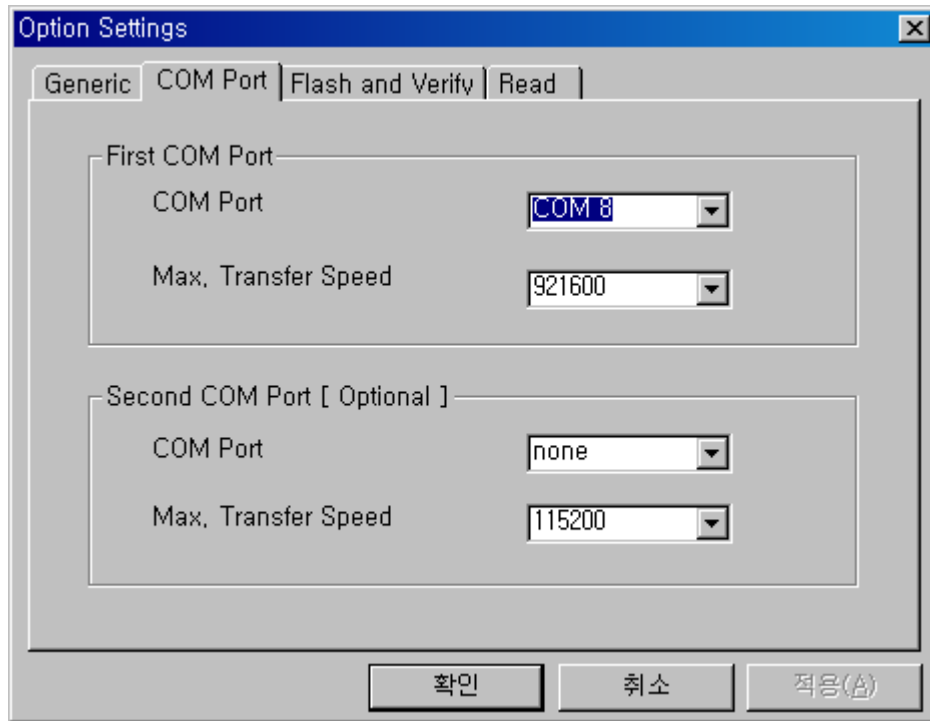 Option Settings
Generic COM Port Flash and Verify Read
First COM Port
COM Port COM 8
Max. Transfer Speed 921600
Second COM Port [ Optional ]
COM Port none
Max. Transfer Speed 115200
확인 취소 적용(A)